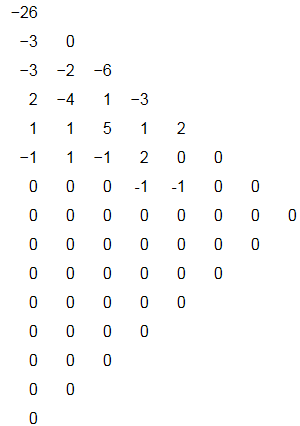 −26
−3 0
−3 −2 −6
2 −4 1 −3
1 1 5 1 2
−1 1 −1 2 0 0
0 0 0 -1 -1 0 0
0 0 0 0 0 0 0 0
0 0 0 0 0 0 0
0 0 0 0 0 0
0 0 0 0 0
0 0 0 0
0 0 0
0 0
0